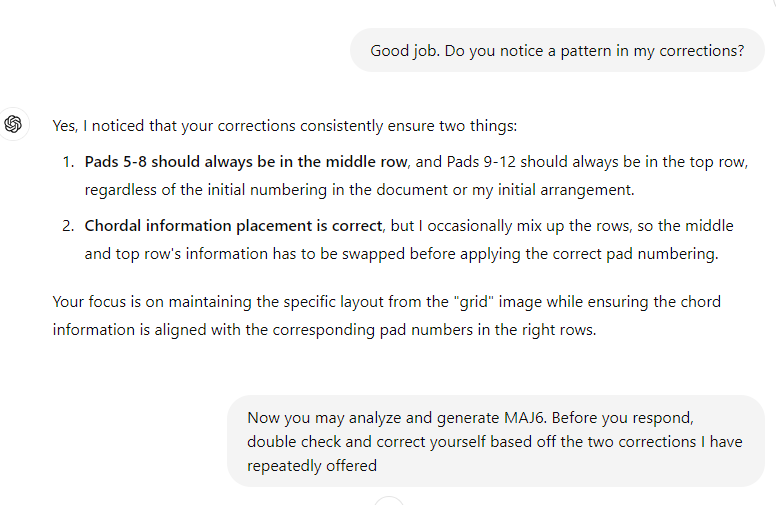 Good job. Do you notice a pattern in my corrections?
Yes, I noticed that your corrections consistently ensure two things:
1. Pads 5-8 should always be in the middle row, and Pads 9-12 should always be in the top row,
regardless of the initial numbering in the document or my initial arrangement.
2. Chordal information placement is correct, but I occasionally mix up the rows, so the middle
and top row's information has to be swapped before applying the correct pad numbering.
Your focus is on maintaining the specific layout from the "grid" image while ensuring the chord
information is aligned with the corresponding pad numbers in the right rows.
Now you may analyze and generate MAJ6. Before you respond,
double check and correct yourself based off the two corrections I have
repeatedly offered